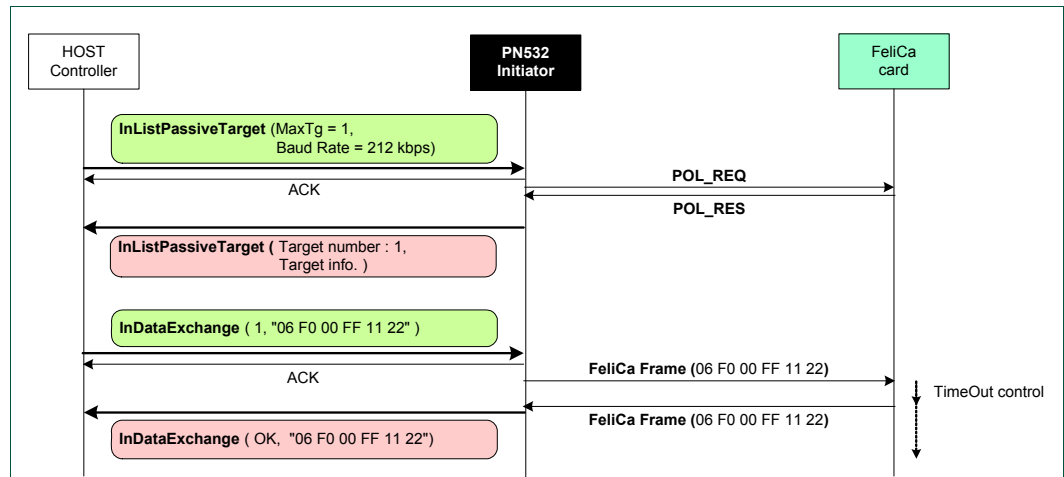 HOST
Controller
PN532
Initiator
FeliCa
card
InListPassiveTarget (MaxTg = 1,
Baud Rate = 212 kbps)
ACK
POL_REQ
POL_RES
InListPassiveTarget ( Target number : 1,
Target info. )
InDataExchange ( 1, "06 F0 00 FF 11 22" )
ACK
FeliCa Frame (06 F0 00 FF 11 22)
TimeOut control
FeliCa Frame (06 F0 00 FF 11 22)
InDataExchange ( OK, "06 F0 00 FF 11 22")